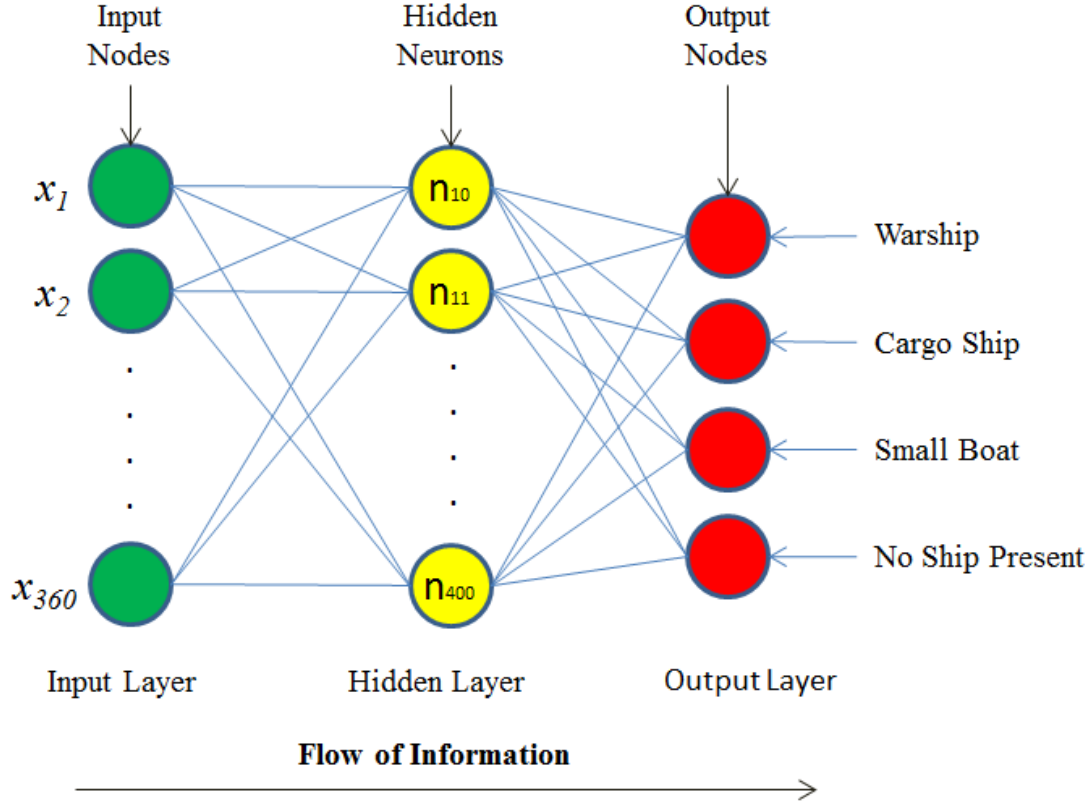 Input
Nodes
Hidden
Neurons
Output
Nodes
x1
n10
Warship
x2
n11
Cargo Ship
Small Boat
x360
n400
No Ship Present
Input Layer
Hidden Layer
Output Layer
Flow of Information